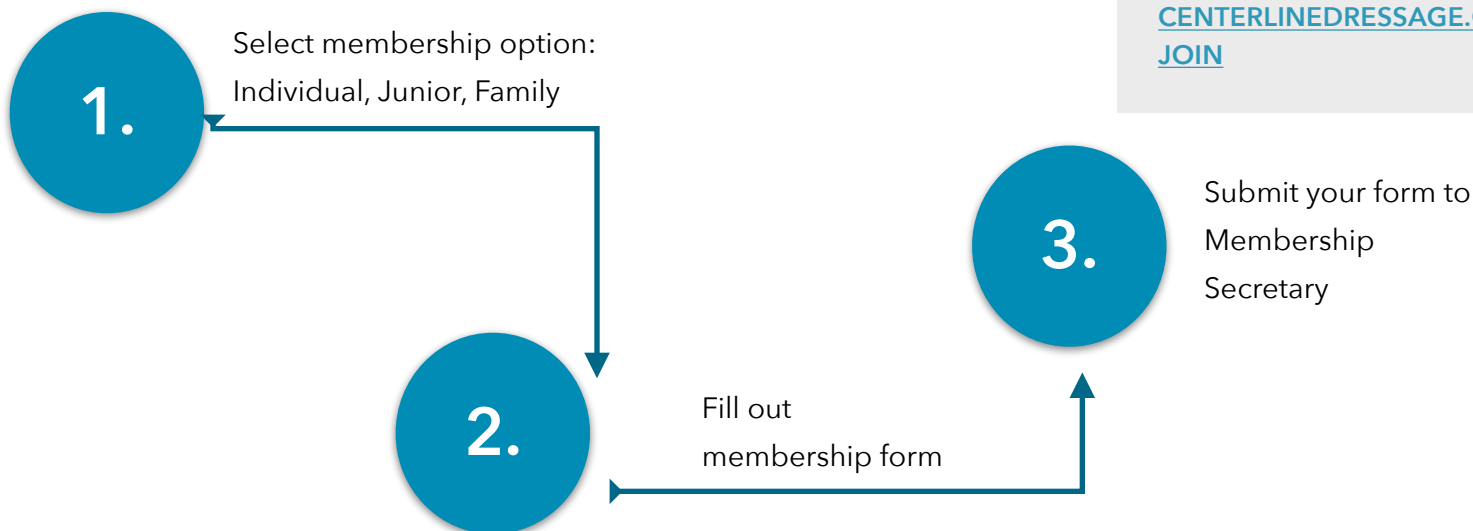 1.
Select membership option:
Individual, Junior, Family
2.
Fill out
membership form
3.
Submit your form to
Membership
Secretary
CENTERLINEDRESSAGE.
JOIN